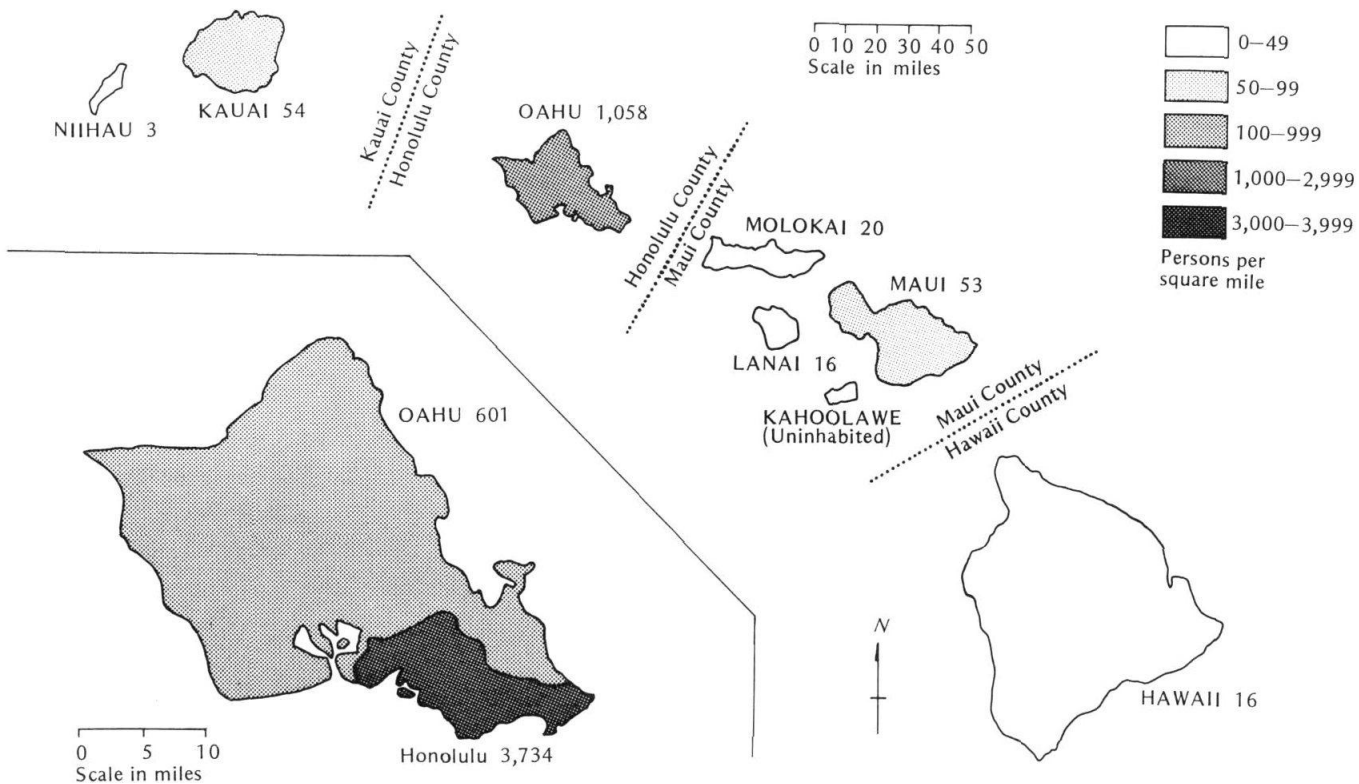 NIIHAU 3
KAUAI 54
Kauai County
Honolulu County
OAHU 1,058
0 10 20 30 40 50
Scale in miles
Honolulu County
Maui County
MOLOKAI 20
MAUI 53
LANAI 16
KAHOOLAWE
(Uninhabited)
Maui County
Hawaii County
HAWAII 16
N
0–49
50–99
100–999
1,000–2,999
3,000–3,999
Persons per
square mile
OAHU 601
Honolulu 3,734
0 5 10
Scale in miles